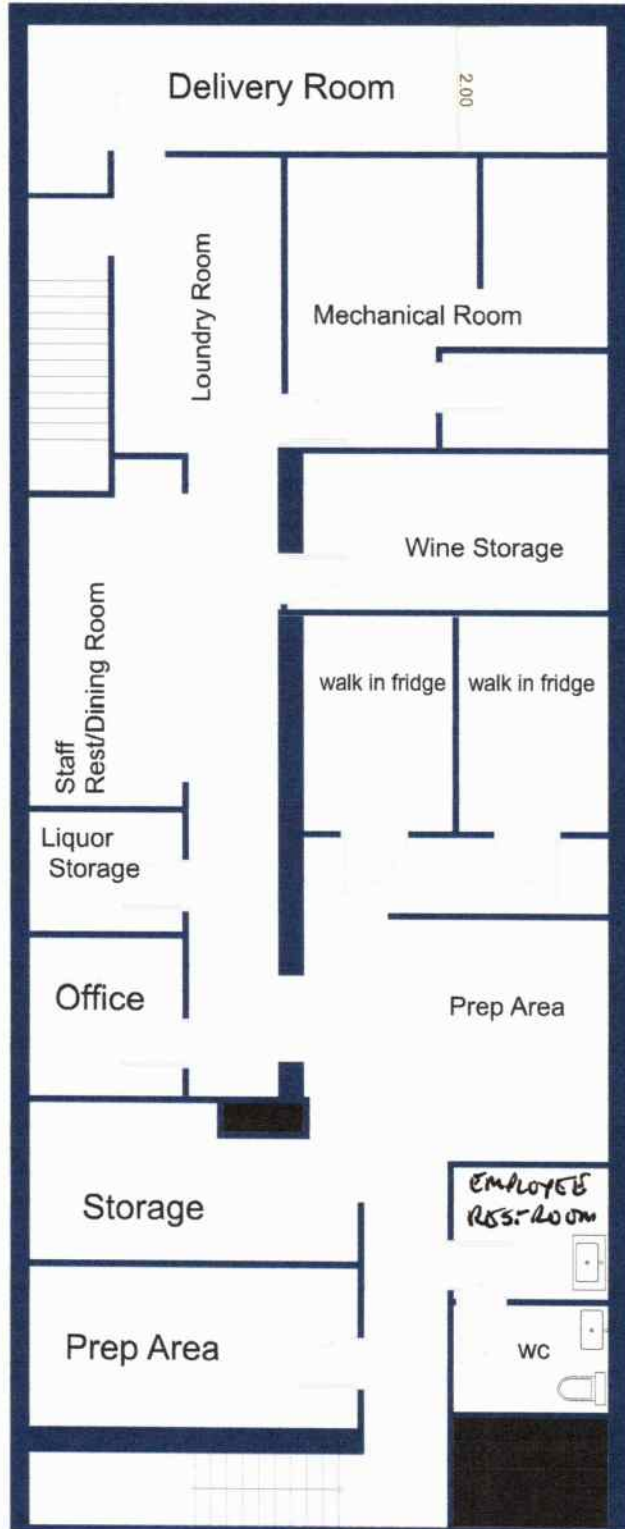 Delivery Room
2.00
Loundry Room
Mechanical Room
Wine Storage
Staff
Rest/Dining Room
walk in fridge
walk in fridge
Liquor
Storage
Office
Prep Area
Storage
EMPLOYEE
REST-ROOM
Prep Area
WC